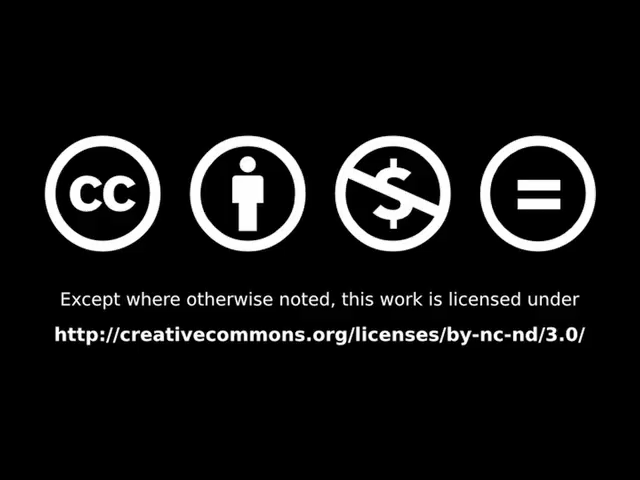 cc
$
=
Except where otherwise noted, this work is licensed under
http://creativecommons.org/licenses/by-nc-nd/3.0/